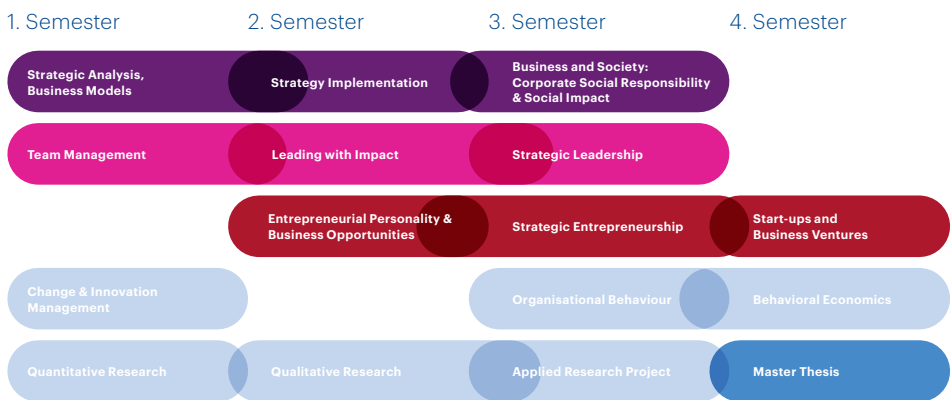 1. Semester 2. Semester 3. Semester 4. Semester
Strategic Analysis,
Business Models
Strategy Implementation
Business and Society:
Corporate Social Responsibility
& Social Impact
Team Management
Leading with Impact
Strategic Leadership
Entrepreneurial Personality &
Business Opportunities
Strategic Entrepreneurship
Start-ups and
Business Ventures
Change & Innovation
Management
Organisational Behaviour
Behavioral Economics
Quantitative Research
Qualitative Research
Applied Research Project
Master Thesis